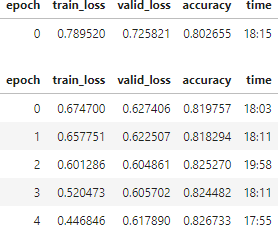 epoch train_loss valid_loss accuracy time
0 0.789520 0.725821 0.802655 18:15
epoch train_loss valid_loss accuracy time
0 0.674700 0.627406 0.819757 18:03
1 0.657751 0.622507 0.818294 18:11
2 0.601286 0.604861 0.825270 19:58
3 0.520473 0.605702 0.824482 18:11
4 0.446846 0.617890 0.826733 17:55